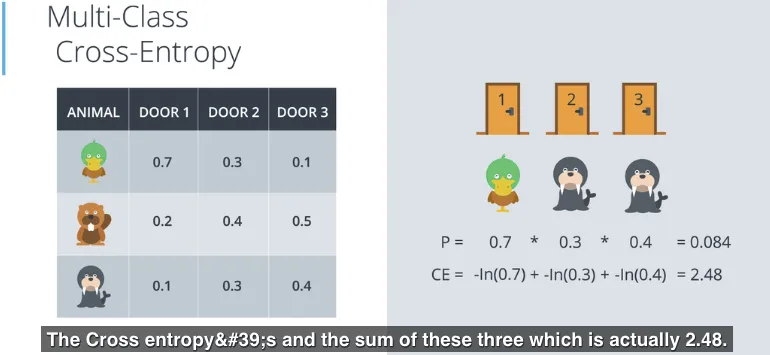 Multi-Class
Cross-Entropy
ANIMAL DOOR 1 DOOR 2 DOOR 3
0.7 0.3 0.1
0.2 0.4 0.5
0.1 0.3 0.4
1 2 3
P = 0.7 * 0.3 * 0.4 = 0.084
CE = -ln(0.7) + -ln(0.3) + -ln(0.4) = 2.48
The Cross entropy&#39;s and the sum of these three which is actually 2.48.